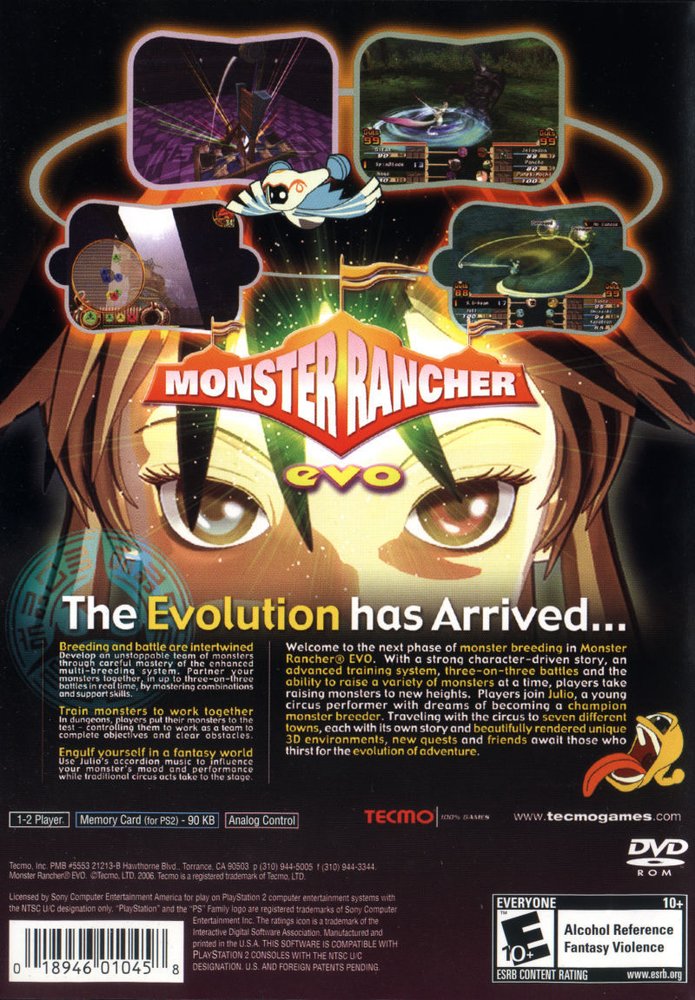 MONSTER RANCHER
evo
The Evolution has Arrived...
Breeding and battle are intertwined
Develop an unstoppable team of monsters
through careful mastery of the enhanced
multi-breeding system. Partner your
monsters together, in up to three-on-three
battles in real time, by mastering combinations
and support skills.
Train monsters to work together
In dungeons, players put their monsters to the
test - controlling them to work as a team to
complete objectives and clear obstacles.
Engulf yourself in a fantasy world
Use Julio's accordion music to influence
your monster's mood and performance
while traditional circus acts take to the stage.
Welcome to the next phase of monster breeding in Monster
Rancher® EVO. With a strong character-driven story, an
advanced training system, three-on-three battles and the
ability to raise a variety of monsters at a time, players take
raising monsters to new heights. Players join Julio, a young
circus performer with dreams of becoming a champion
monster breeder. Traveling with the circus to seven different
towns, each with its own story and beautifully rendered unique
3D environments, new quests and friends await those who
thirst for the evolution of adventure.
1-2 Player.
Memory Card (for PS2) - 90 KB
Analog Control
TECMO 100% GAMES
www.tecmogames.com
DVD
ROM
Tecmo, Inc. PMB #5553 21213-B Hawthorne Blvd., Torrance, CA 90503 p (310) 944-5005 f (310) 944-3344.
Monster Rancher® EVO. ©Tecmo, LTD. 2006. Tecmo is a registered trademark of Tecmo, LTD.
Licensed by Sony Computer Entertainment America for play on PlayStation 2 computer entertainment systems with
the NTSC U/C designation only. "PlayStation" and the "PS" Family logo are registered trademarks of Sony Computer
Entertainment Inc. The ratings icon is a trademark of the
Interactive Digital Software Association. Manufactured and
printed in the U.S.A. THIS SOFTWARE IS COMPATIBLE WITH
PLAYSTATION 2 CONSOLES WITH THE NTSC U/C
DESIGNATION. U.S. AND FOREIGN PATENTS PENDING.
0 18946 01045 8
EVERYONE 10+
E
10+
Alcohol Reference
Fantasy Violence
ESRB CONTENT RATING www.esrb.org